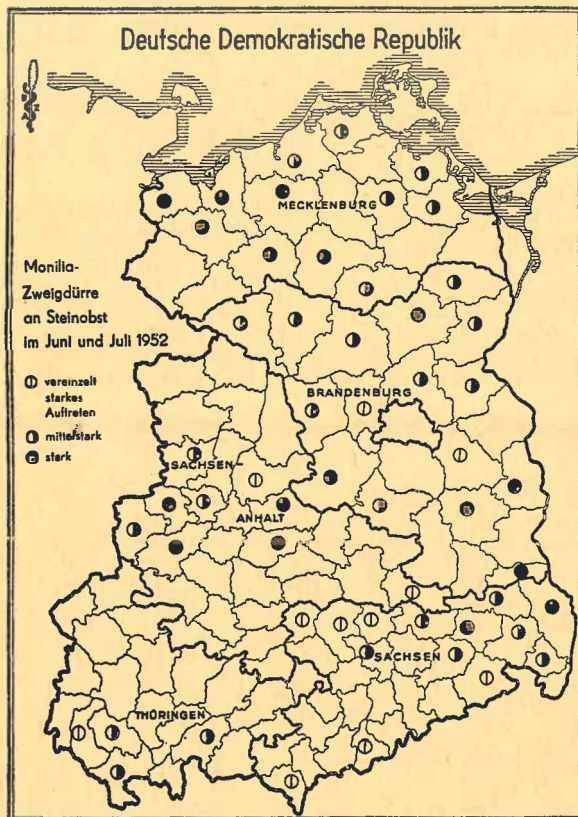 Deutsche Demokratische Republik
MECKLENBURG
Monilia-
Zweigdürre
an Steinobst
im Juni und Juli 1952
vereinzelt
starkes
Auftreten
mittelstark
stark
BRANDENBURG
SACHSEN-
ANHALT
SACHSEN
THÜRINGEN